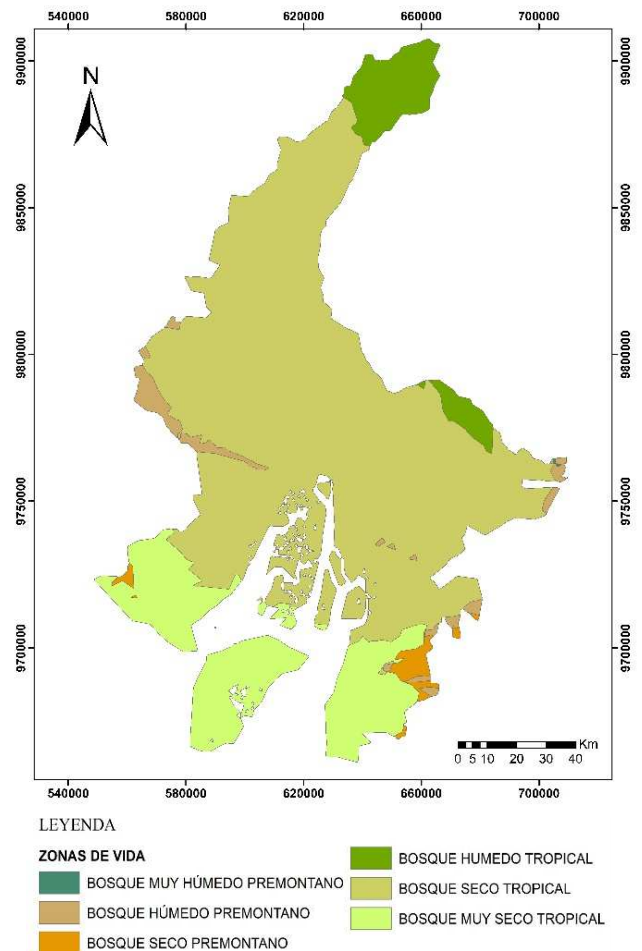 540000 580000 620000 660000 700000
N
9900000 9900000
9850000 9850000
9800000 9800000
9750000 9750000
9700000 9700000
Km
0 5 10 20 30 40
540000 580000 620000 660000 700000
LEYENDA
ZONAS DE VIDA
BOSQUE MUY HÚMEDO PREMONTANO
BOSQUE HÚMEDO PREMONTANO
BOSQUE SECO PREMONTANO
BOSQUE HUMEDO TROPICAL
BOSQUE SECO TROPICAL
BOSQUE MUY SECO TROPICAL